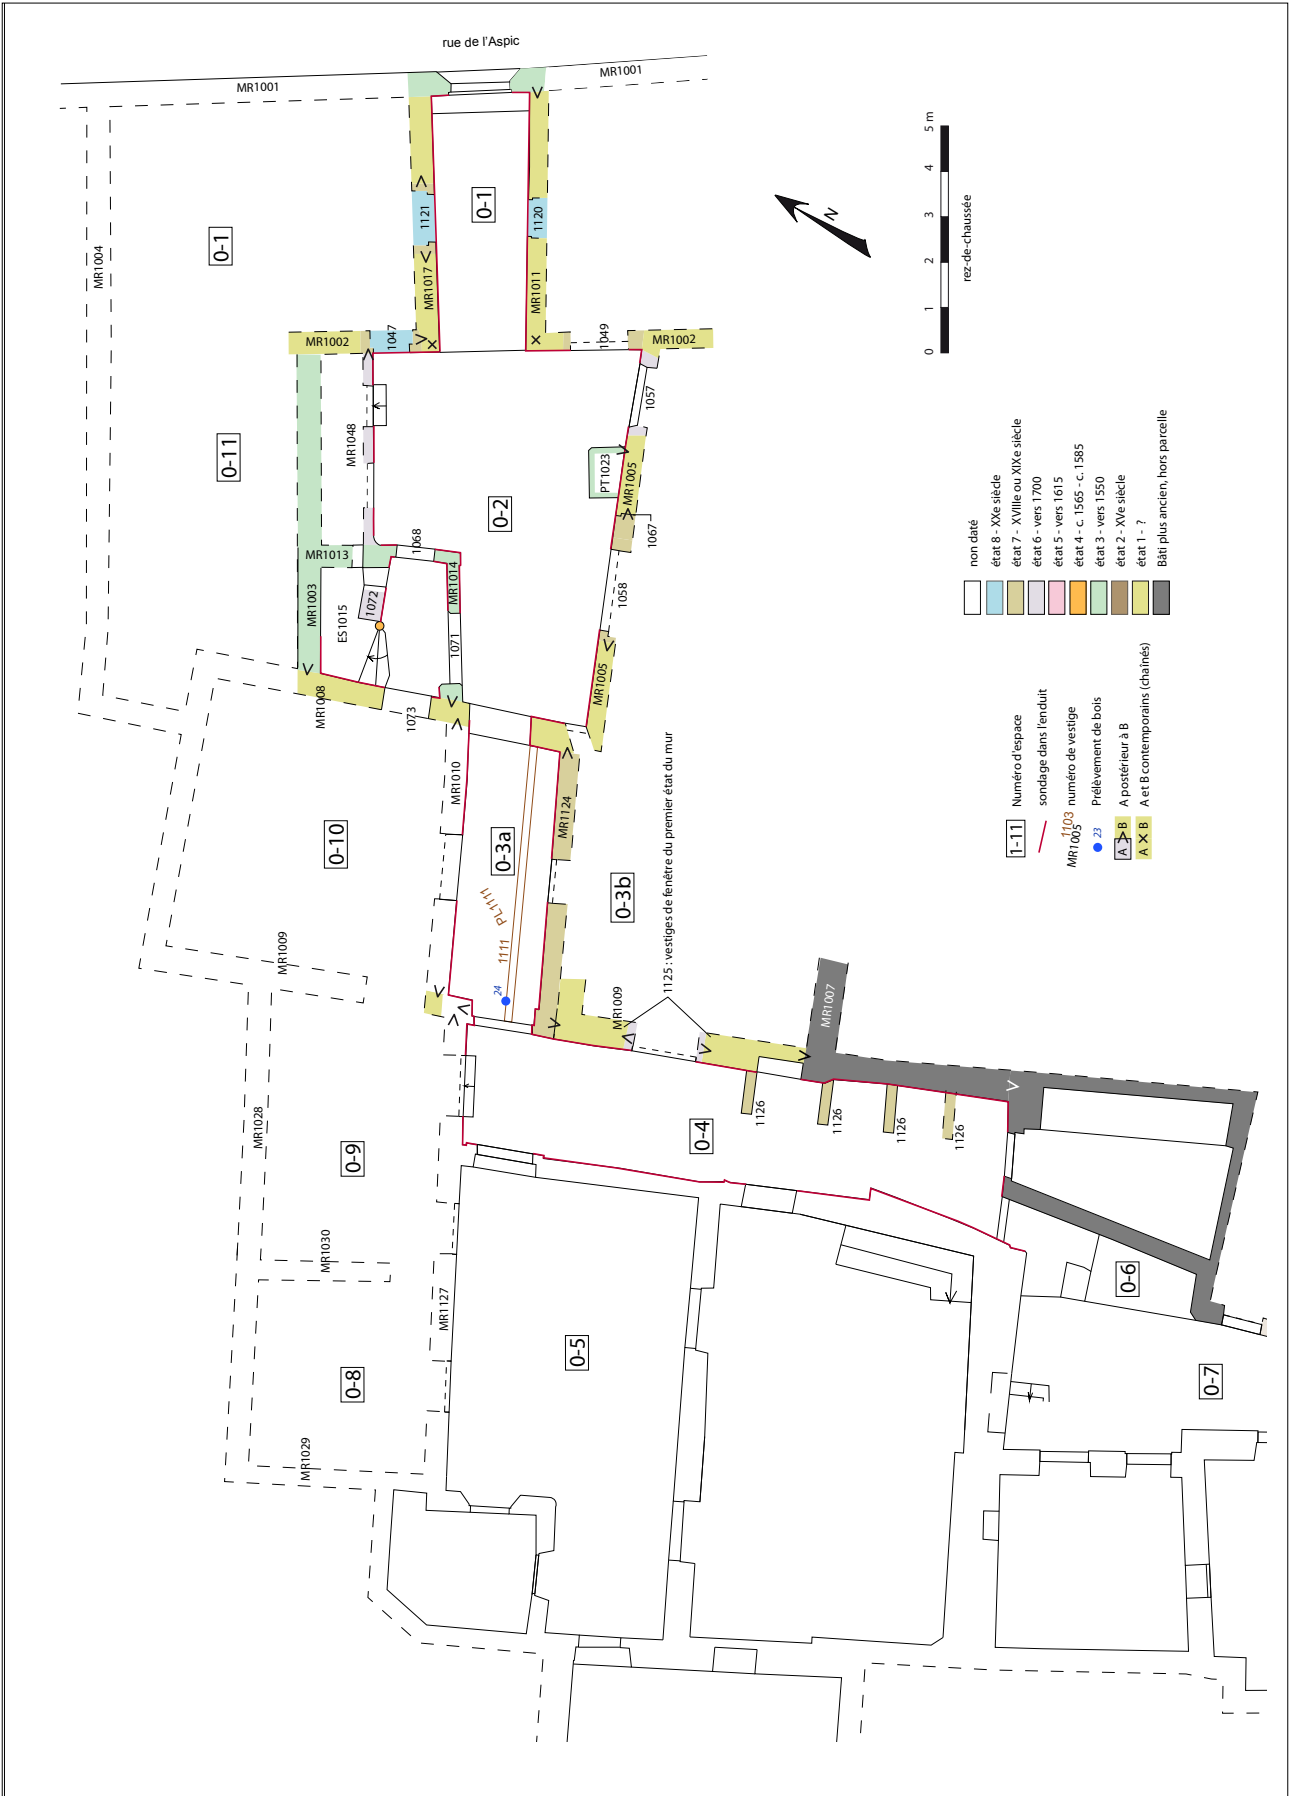 rue de l'Aspic
MR1001
MR1001
MR1004
0-1
1121
0-1
1120
MR1017
MR1011
MR1002
1047
1049
MR1002
1057
0-11
MR1048
PT1023
MR1005
0-2
1067
MR1013
1068
MR1014
1058
MR1003
1072
ES1015
1071
MR1005
MR1008
1073
MR1010
MR1124
0-10
0-3a
PL1111
1111
24
0-3b
1125 : vestiges de fenêtre du premier état du mur
MR1009
MR1009
MR1007
1126
1126
1126
1126
MR1028
0-9
0-4
MR1030
MR1127
0-6
0-5
0-8
0-7
MR1029
N
0
1
2
3
4
5 m
rez-de-chaussée
non daté
état 8 - XXe siècle
état 7 - XVIIIe ou XIXe siècle
état 6 - vers 1700
état 5 - vers 1615
état 4 - c. 1565 - c. 1585
état 3 - vers 1550
état 2 - XVe siècle
état 1 - ?
Bâti plus ancien, hors parcelle
1-11 Numéro d'espace
sondage dans l'enduit
1103
MR1005 numéro de vestige
23 Prélèvement de bois
A > B A postérieur à B
A X B A et B contemporains (chaînés)